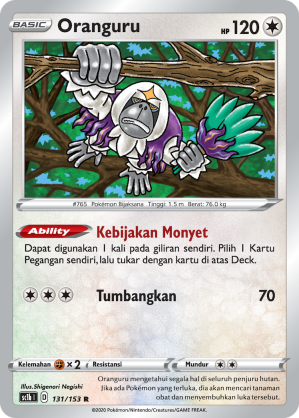 BASIC Oranguru HP 120
#765 Pokémon Bijaksana Tinggi: 1.5 m Berat: 76.0 kg
Ability Kebijakan Monyet
Dapat digunakan 1 kali pada giliran sendiri. Pilih 1 Kartu
Pegangan sendiri, lalu tukar dengan kartu di atas Deck.
Tumbangkan 70
Kelemahan ×2 Resistansi Mundur
Illus. Shigenori Negishi
Oranguru mengetahui segala hal di seluruh penjuru hutan.
Jika ada Pokémon yang terluka, dia akan mencari tanaman
obat dan menyembuhkan luka tersebut.
sc1b I D 131/153 R
©2020 Pokémon/Nintendo/Creatures/GAME FREAK.